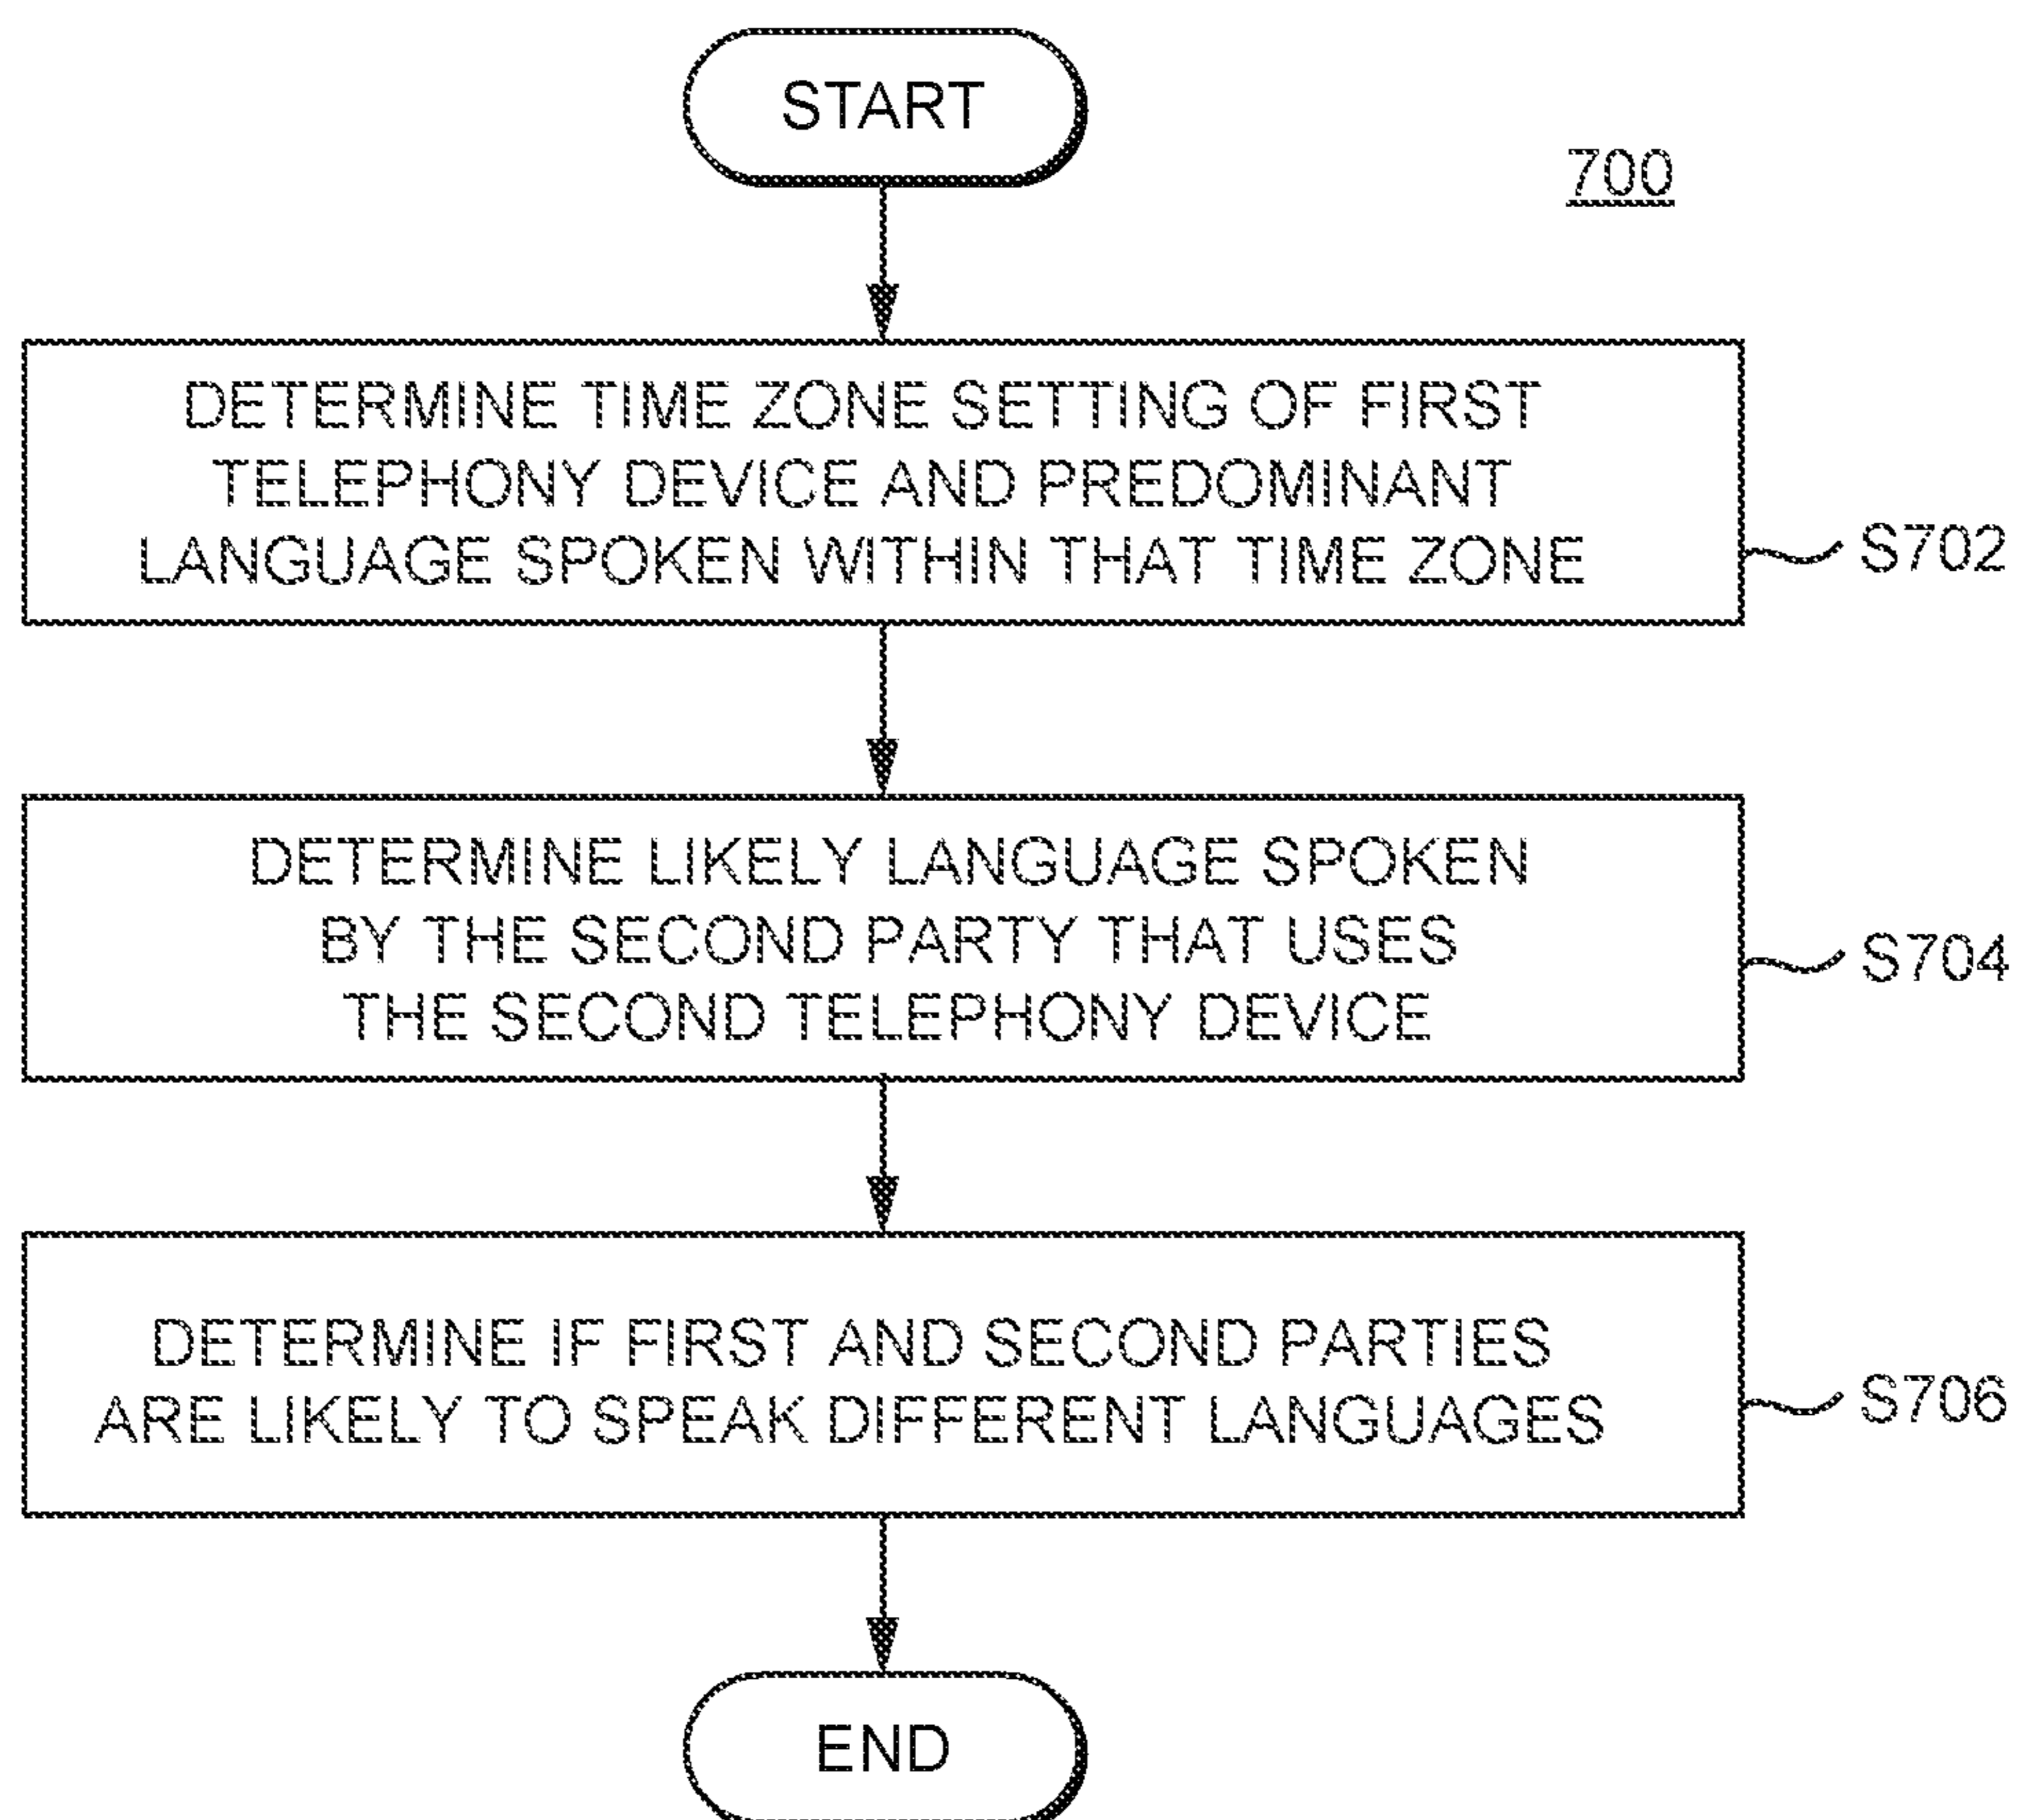 START
700
DETERMINE TIME ZONE SETTING OF FIRST
TELEPHONY DEVICE AND PREDOMINANT
LANGUAGE SPOKEN WITHIN THAT TIME ZONE
S702
DETERMINE LIKELY LANGUAGE SPOKEN
BY THE SECOND PARTY THAT USES
THE SECOND TELEPHONY DEVICE
S704
DETERMINE IF FIRST AND SECOND PARTIES
ARE LIKELY TO SPEAK DIFFERENT LANGUAGES
S706
END